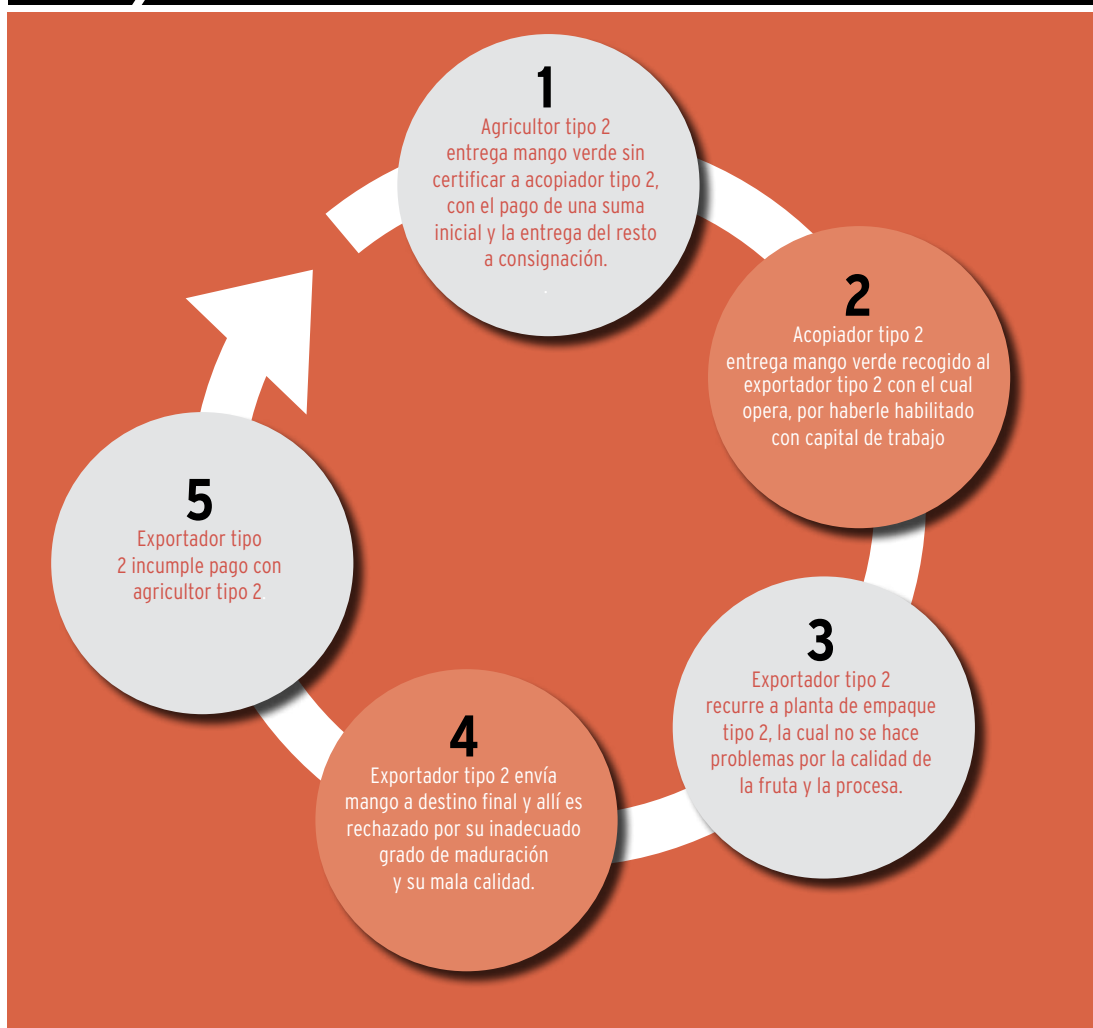 1
Agricultor tipo 2
entrega mango verde sin
certificar a acopiador tipo 2,
con el pago de una suma
inicial y la entrega del resto
a consignación.
.
2
Acopiador tipo 2
entrega mango verde recogido al
exportador tipo 2 con el cual
opera, por haberle habilitado
con capital de trabajo
3
Exportador tipo 2
recurre a planta de empaque
tipo 2, la cual no se hace
problemas por la calidad de
la fruta y la procesa.
4
Exportador tipo 2 envía
mango a destino final y allí es
rechazado por su inadecuado
grado de maduración
y su mala calidad.
5
Exportador tipo
2 incumple pago con
agricultor tipo 2